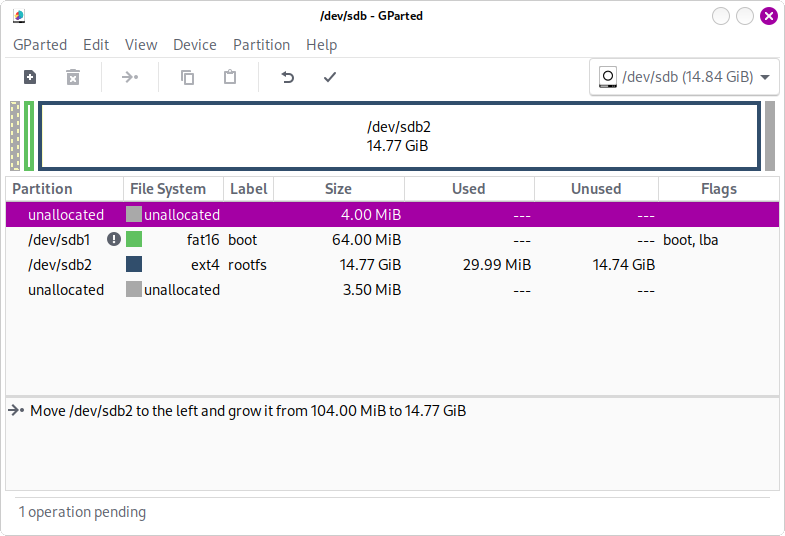 /dev/sdb - GParted
GParted Edit View Device Partition Help
/dev/sdb (14.84 GiB)
/dev/sdb2
14.77 GiB
Partition File System Label Size Used Unused Flags
unallocated unallocated 4.00 MiB --- ---
/dev/sdb1 fat16 boot 64.00 MiB --- --- boot, lba
/dev/sdb2 ext4 rootfs 14.77 GiB 29.99 MiB 14.74 GiB
unallocated unallocated 3.50 MiB --- ---
Move /dev/sdb2 to the left and grow it from 104.00 MiB to 14.77 GiB
1 operation pending